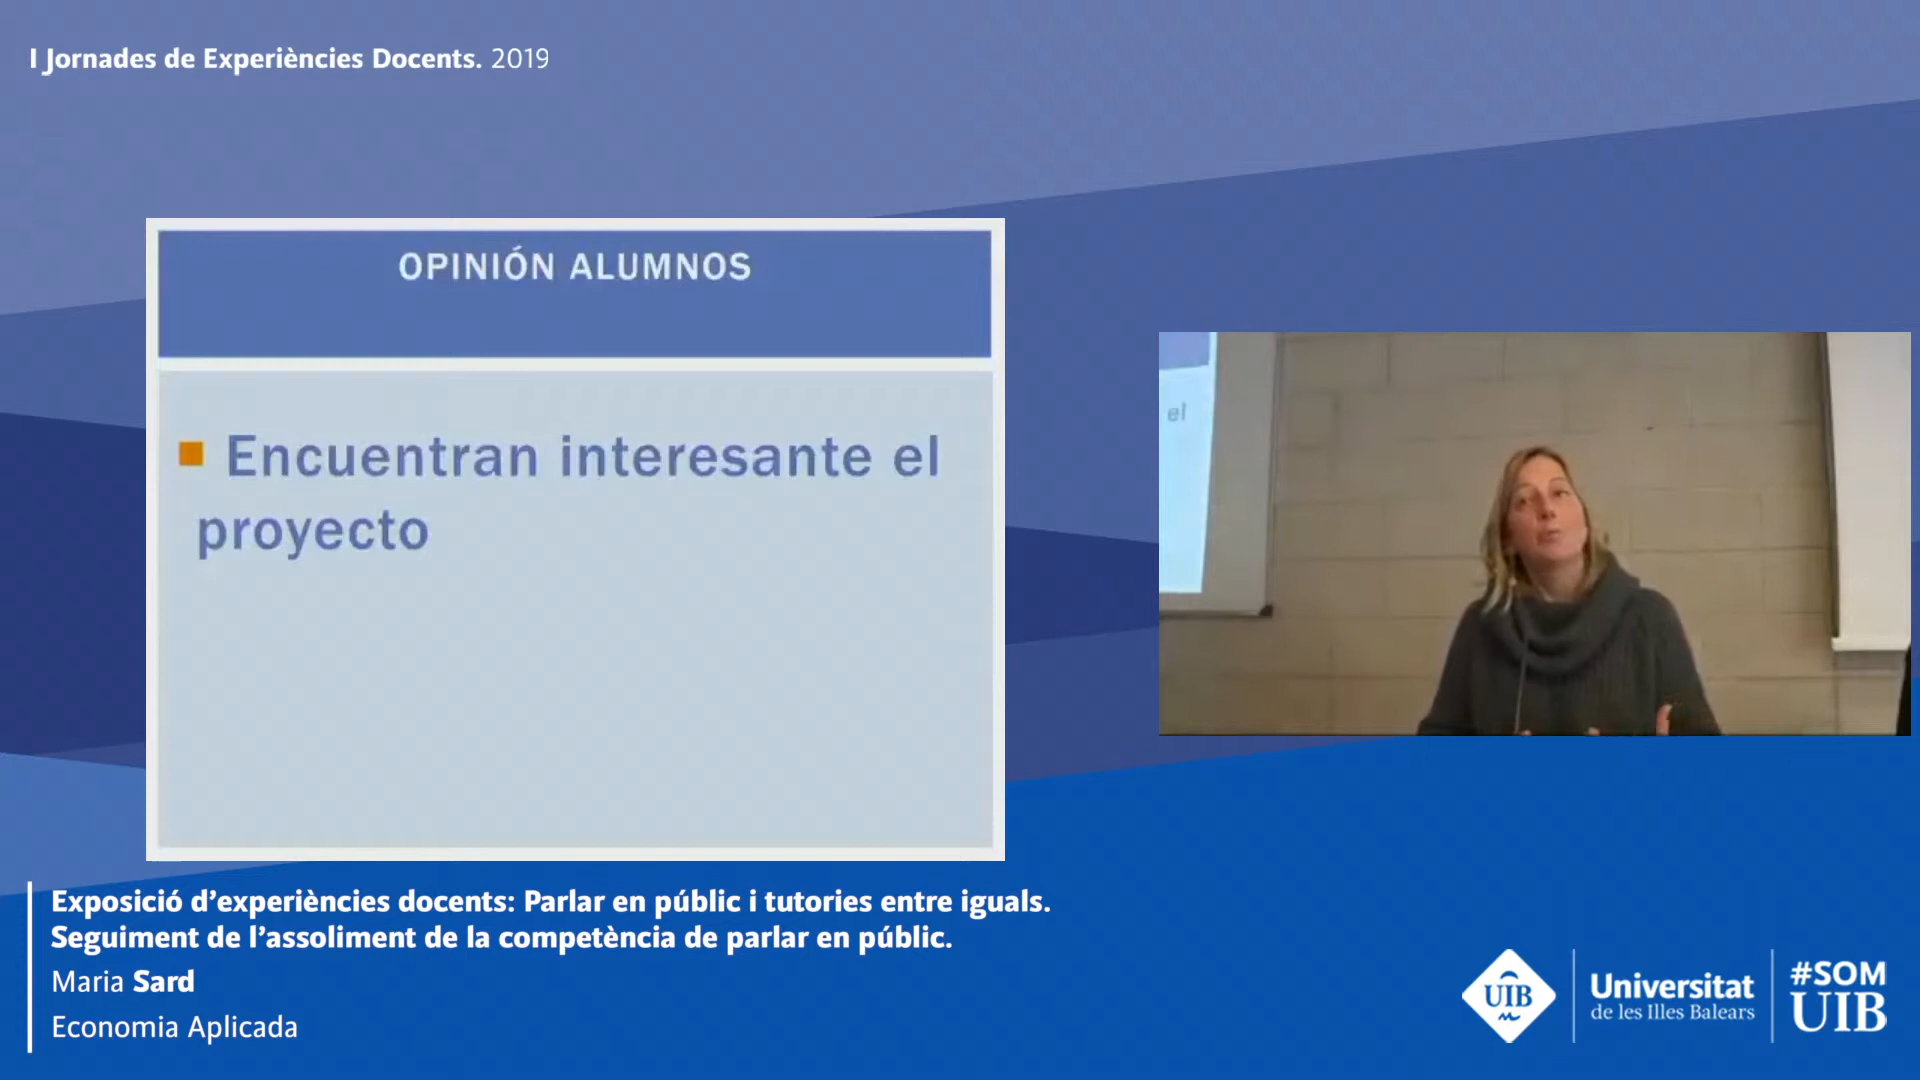 I Jornades de Experiències Docents. 2019
OPINIÓN ALUMNOS
Encuentran interesante el
proyecto
el
Exposició d’experiències docents: Parlar en públic i tutories entre iguals.
Seguiment de l’assoliment de la competència de parlar en públic.
Maria Sard
Economia Aplicada
UIB
Universitat
de les Illes Balears
#SOM
UIB